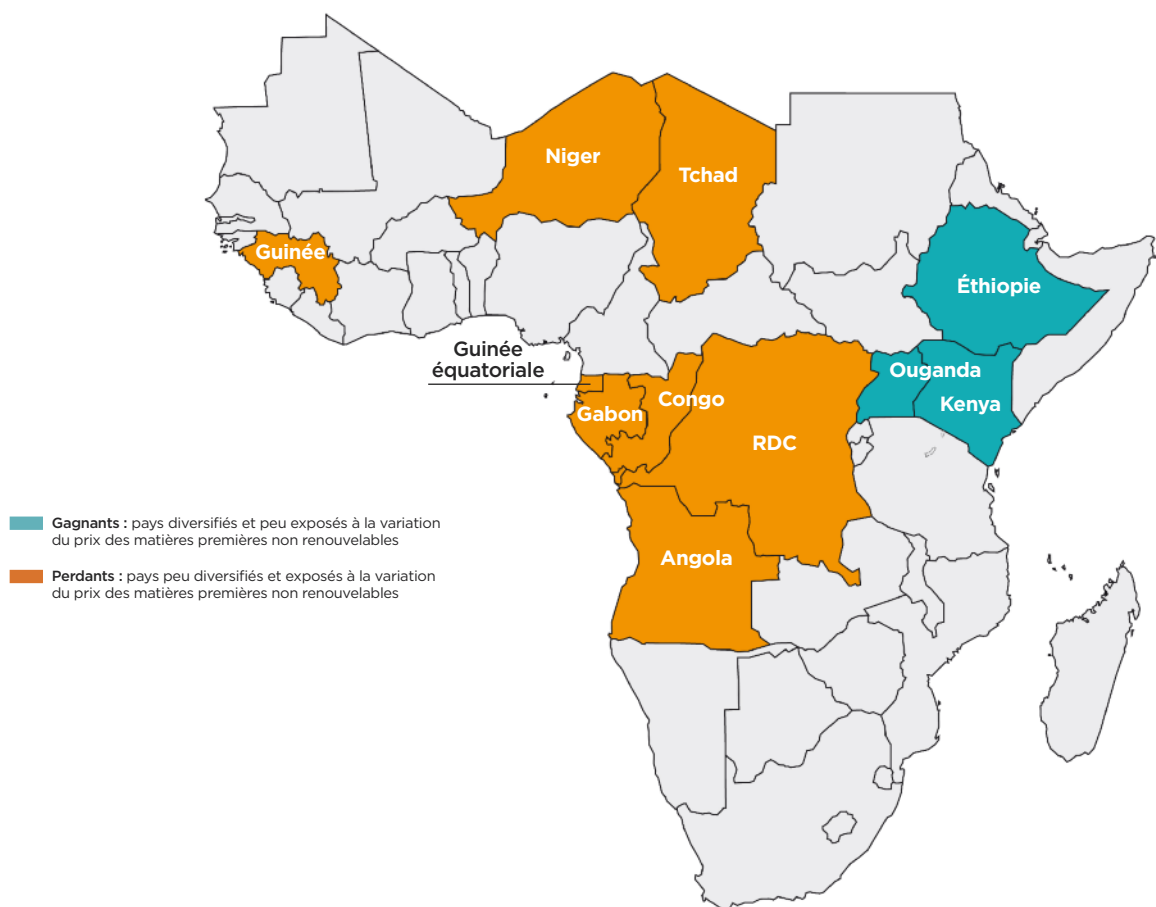 Niger
Tchad
Guinée
Éthiopie
Guinée
équatoriale
Ouganda
Kenya
Gabon
Congo
RDC
Angola
Gagnants : pays diversifiés et peu exposés à la variation
du prix des matières premières non renouvelables
Perdants : pays peu diversifiés et exposés à la variation
du prix des matières premières non renouvelables